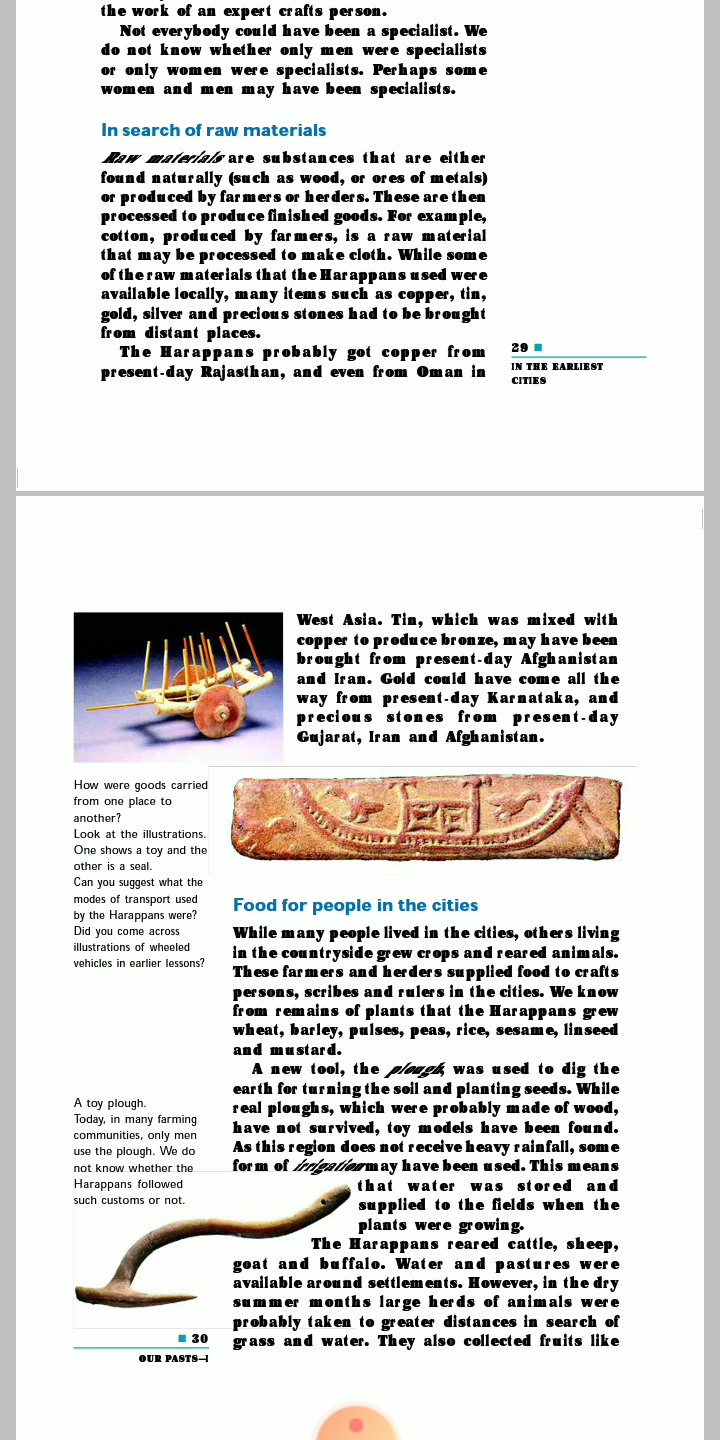 the work of an expert crafts person.
Not everybody could have been a specialist. We
do not know whether only men were specialists
or only women were specialists. Perhaps some
women and men may have been specialists.
In search of raw materials
Raw materials are substances that are either
found naturally (such as wood, or ores of metals)
or produced by farmers or herders. These are then
processed to produce finished goods. For example,
cotton, produced by farmers, is a raw material
that may be processed to make cloth. While some
of the raw materials that the Harappans used were
available locally, many items such as copper, tin,
gold, silver and precious stones had to be brought
from distant places.
The Harappans probably got copper from
present-day Rajasthan, and even from Oman in
29
IN THE EARLIEST
CITIES
West Asia. Tin, which was mixed with
copper to produce bronze, may have been
brought from present-day Afghanistan
and Iran. Gold could have come all the
way from present-day Karnataka, and
precious stones from present-day
Gujarat, Iran and Afghanistan.
How were goods carried
from one place to
another?
Look at the illustrations.
One shows a toy and the
other is a seal.
Can you suggest what the
modes of transport used
by the Harappans were?
Did you come across
illustrations of wheeled
vehicles in earlier lessons?
Food for people in the cities
While many people lived in the cities, others living
in the countryside grew crops and reared animals.
These farmers and herders supplied food to crafts
persons, scribes and rulers in the cities. We know
from remains of plants that the Harappans grew
wheat, barley, pulses, peas, rice, sesame, linseed
and mustard.
A new tool, the plough, was used to dig the
earth for turning the soil and planting seeds. While
real ploughs, which were probably made of wood,
have not survived, toy models have been found.
As this region does not receive heavy rainfall, some
form of irrigation may have been used. This means
that water was stored and
supplied to the fields when the
plants were growing.
The Harappans reared cattle, sheep,
goat and buffalo. Water and pastures were
available around settlements. However, in the dry
summer months large herds of animals were
probably taken to greater distances in search of
grass and water. They also collected fruits like
A toy plough.
Today, in many farming
communities, only men
use the plough. We do
not know whether the
Harappans followed
such customs or not.
30
OUR PASTS–I